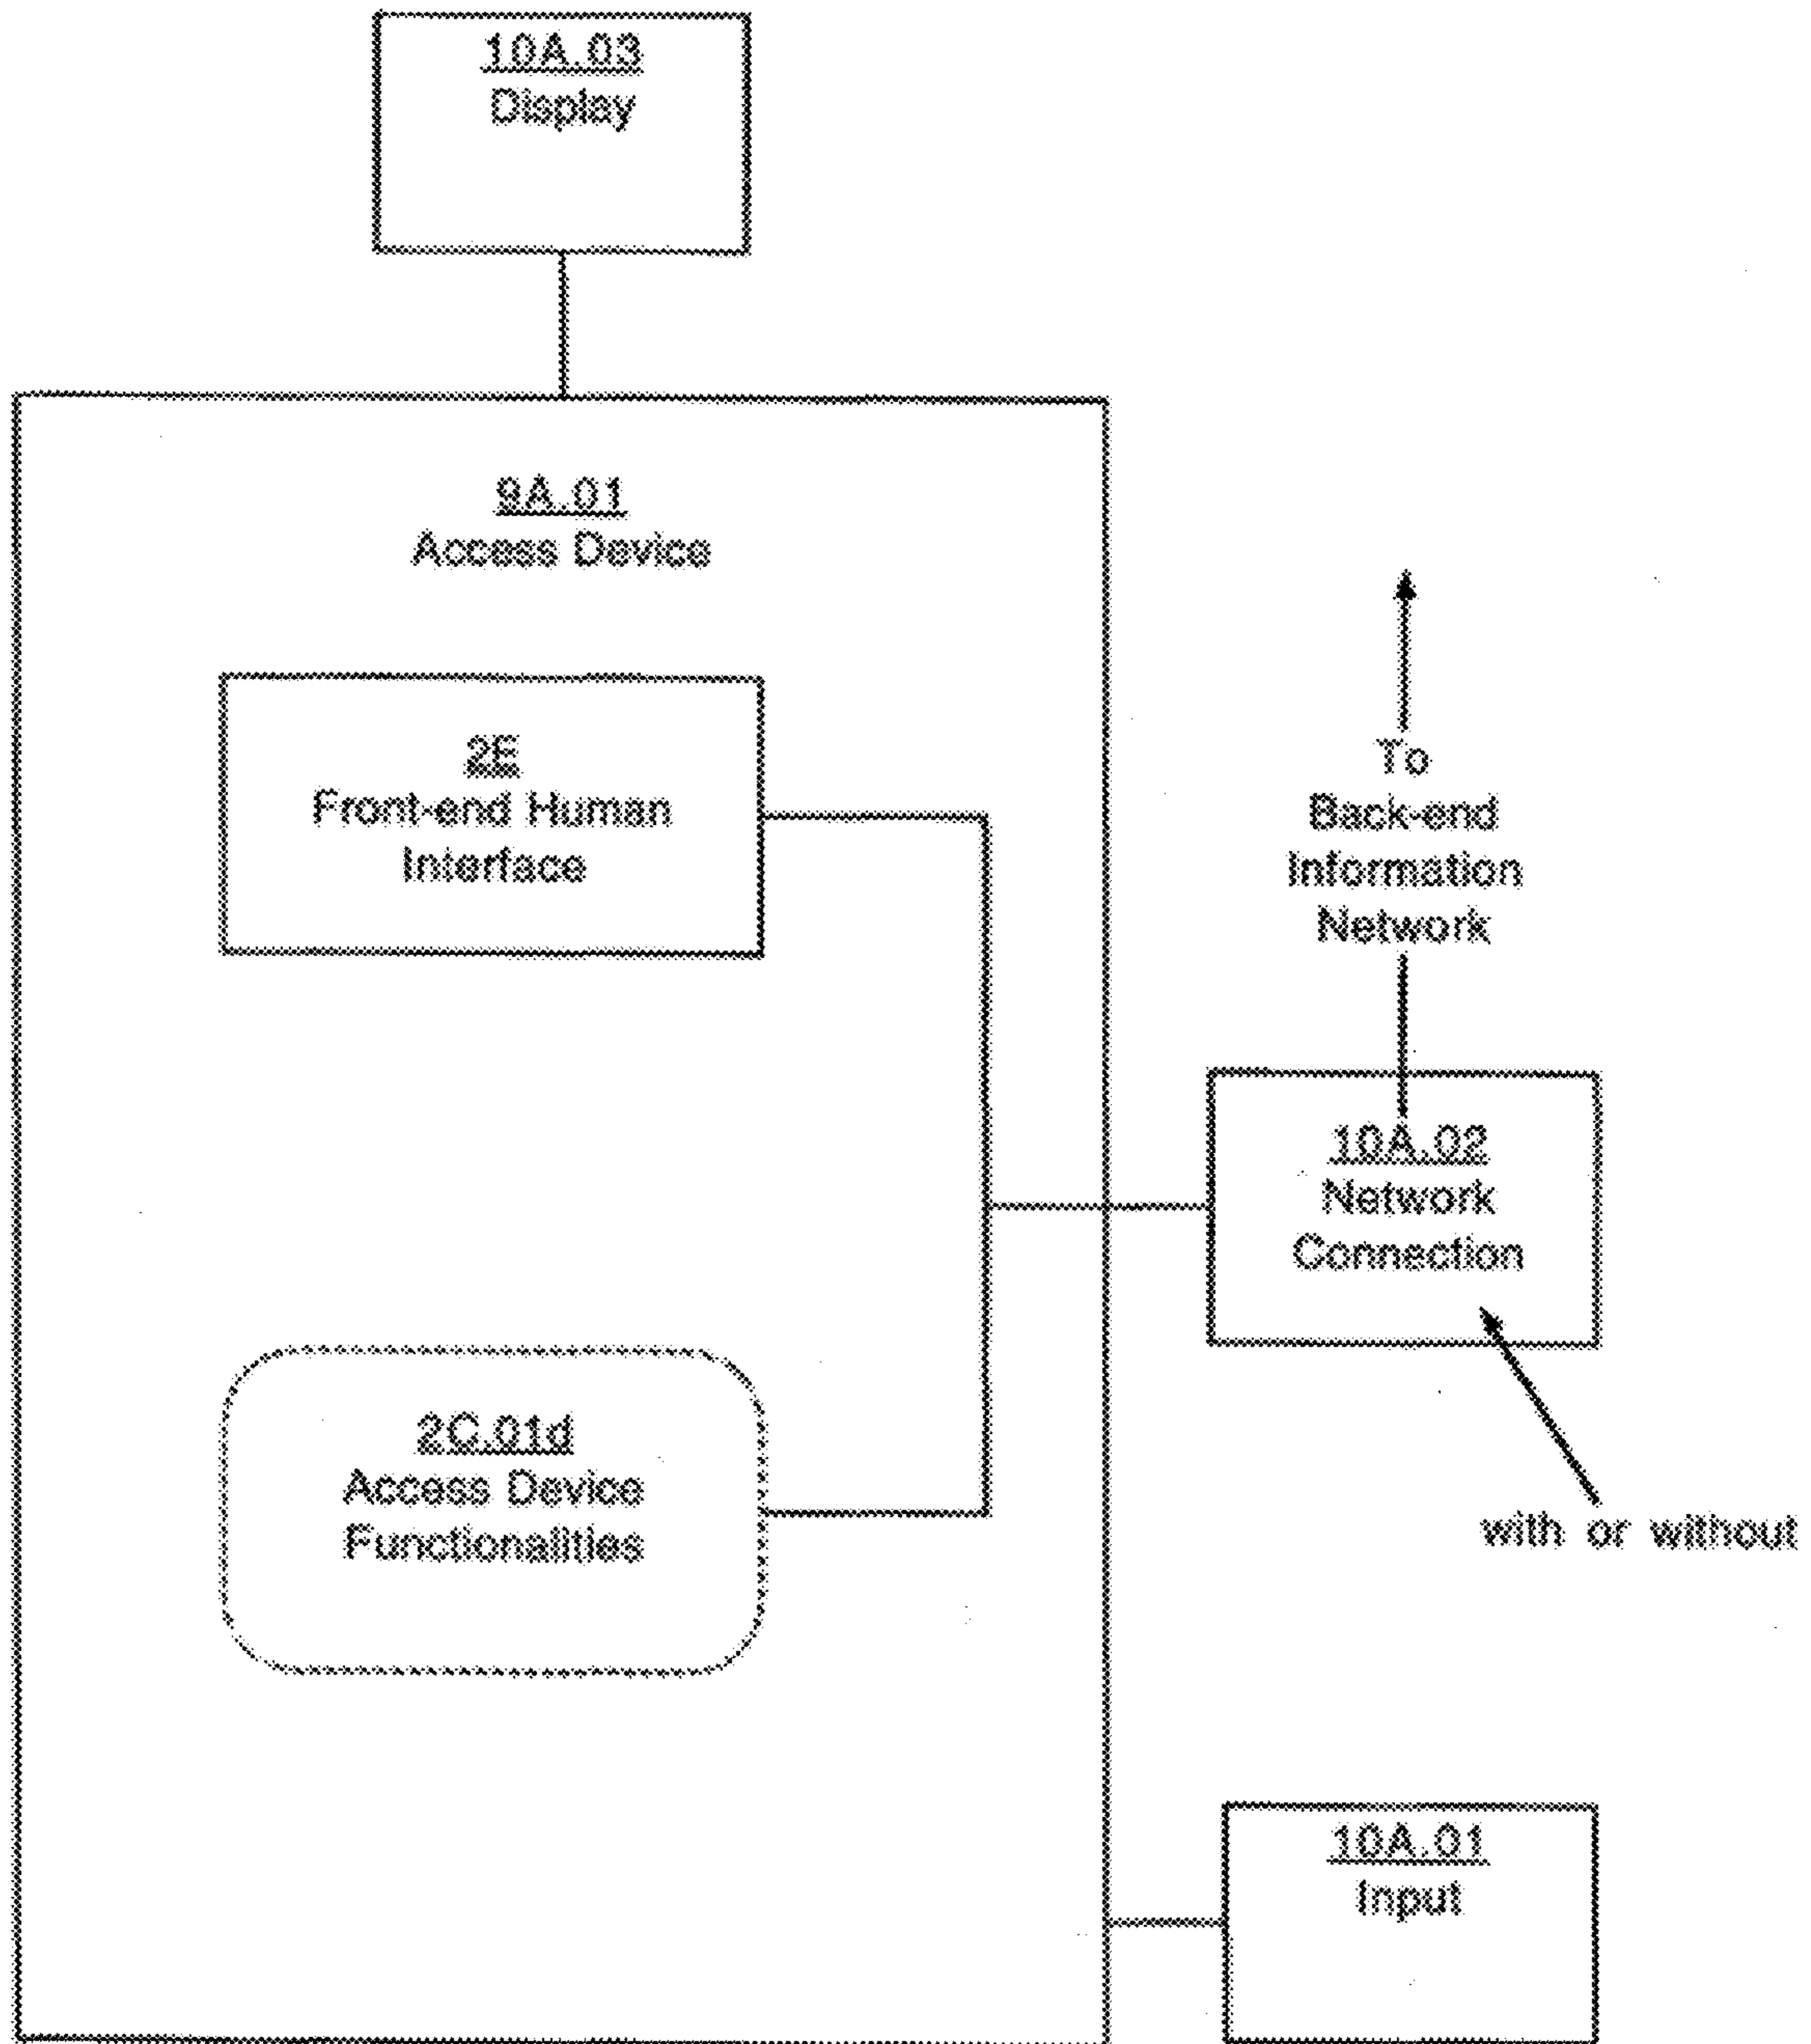 10A.03
Display
9A.01
Access Device
2E
Front-end Human
Interface
To
Back-end
Information
Network
10A.02
Network
Connection
2C.01d
Access Device
Functionalities
with or without
10A.01
Input